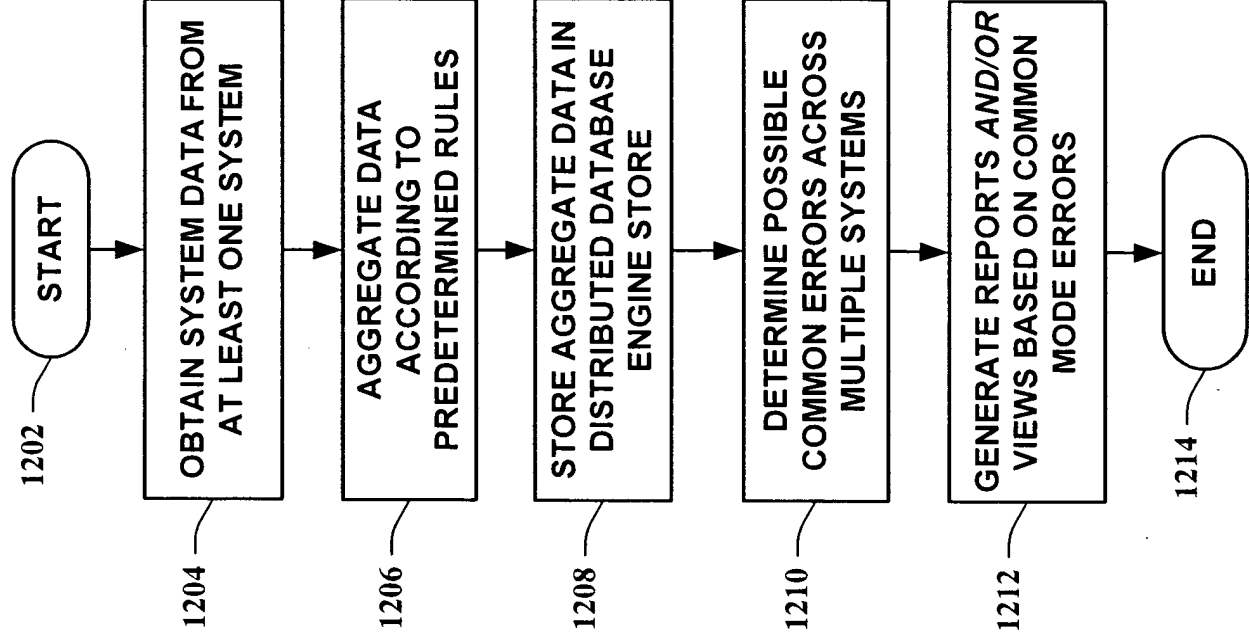 START
1202
OBTAIN SYSTEM DATA FROM
AT LEAST ONE SYSTEM
1204
AGGREGATE DATA
ACCORDING TO
PREDETERMINED RULES
1206
STORE AGGREGATE DATA IN
DISTRIBUTED DATABASE
ENGINE STORE
1208
DETERMINE POSSIBLE
COMMON ERRORS ACROSS
MULTIPLE SYSTEMS
1210
GENERATE REPORTS AND/OR
VIEWS BASED ON COMMON
MODE ERRORS
1212
END
1214